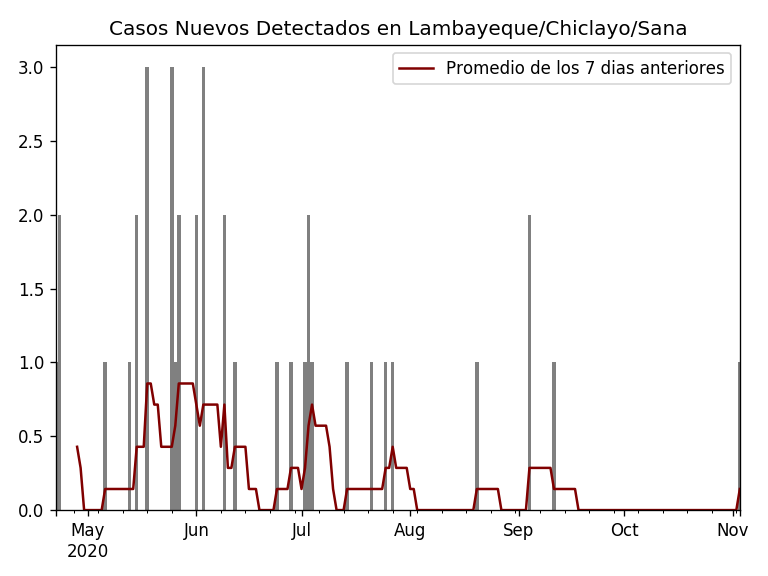 Casos Nuevos Detectados en Lambayeque/Chiclayo/Sana
Promedio de los 7 dias anteriores
3.0
2.5
2.0
1.5
1.0
0.5
0.0
May Jun Jul Aug Sep Oct Nov
2020